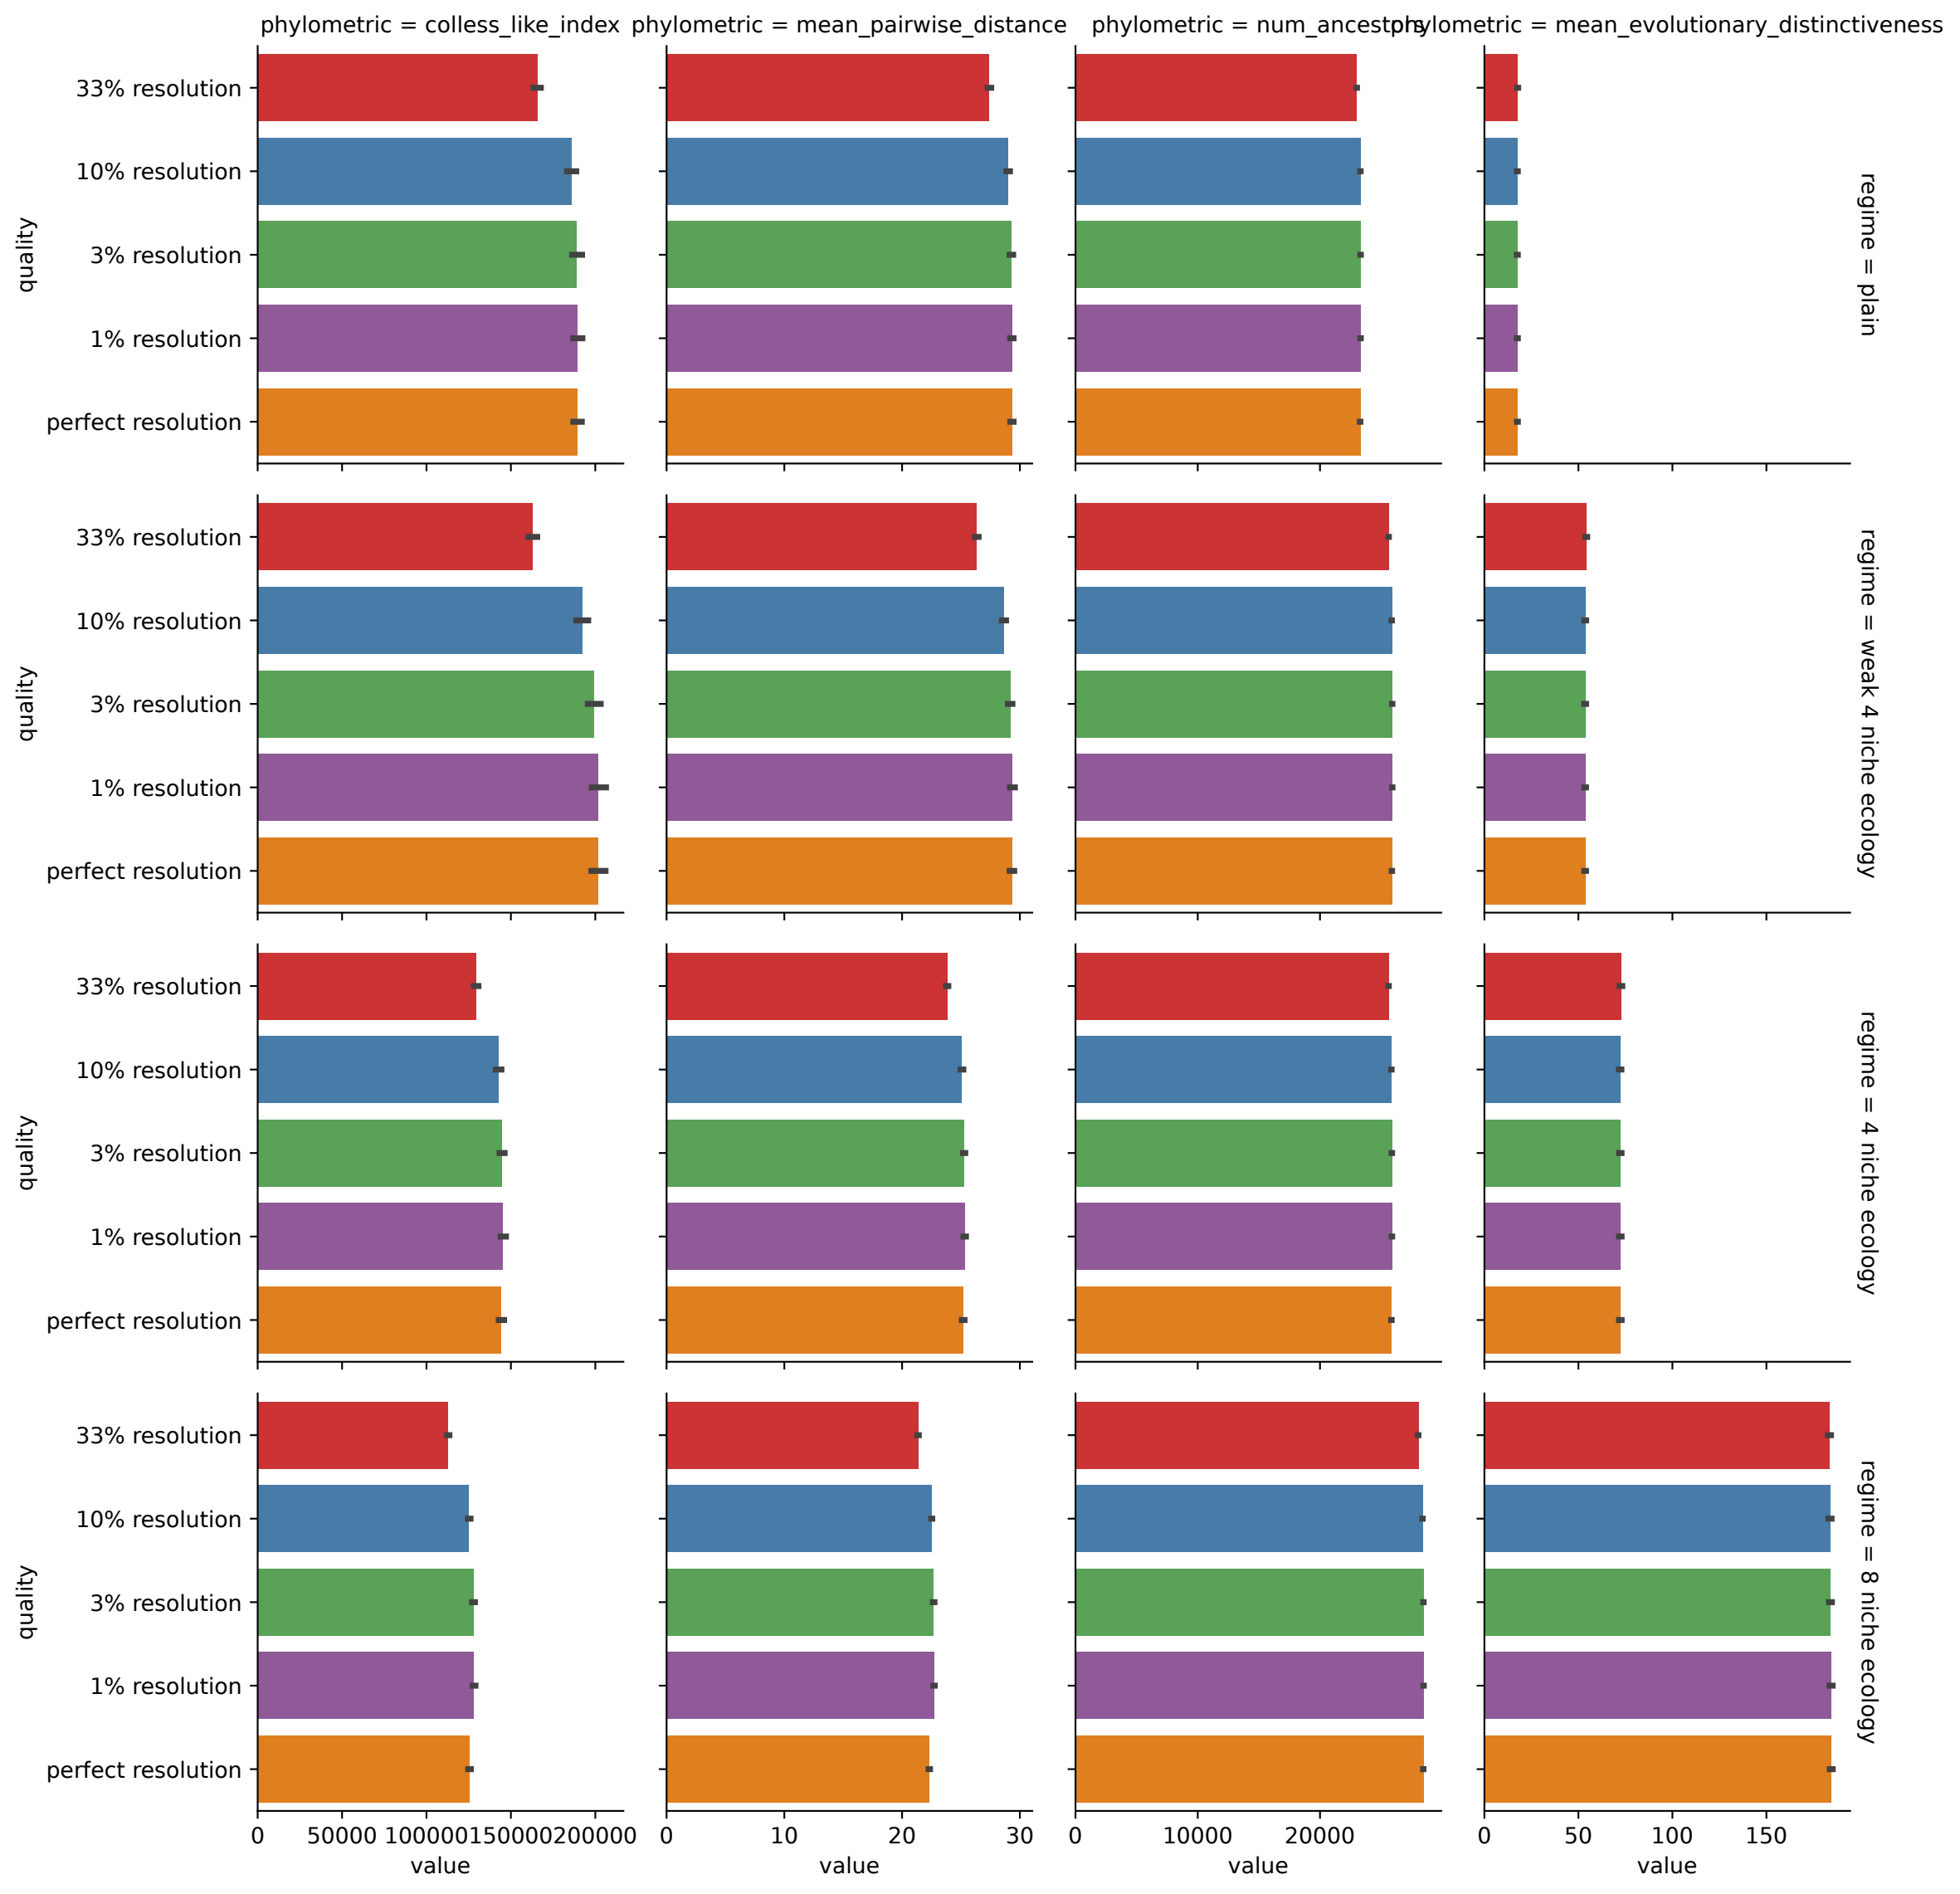 phylometric = colless_like_index
phylometric = mean_pairwise_distance
phylometric = num_ancestors
phylometric = mean_evolutionary_distinctiveness
quality
33% resolution
10% resolution
3% resolution
1% resolution
perfect resolution
regime = plain
quality
33% resolution
10% resolution
3% resolution
1% resolution
perfect resolution
regime = weak 4 niche ecology
quality
33% resolution
10% resolution
3% resolution
1% resolution
perfect resolution
regime = 4 niche ecology
quality
33% resolution
10% resolution
3% resolution
1% resolution
perfect resolution
regime = 8 niche ecology
0 50000 100000 150000 200000
0 10 20 30
0 10000 20000
0 50 100 150
value
value
value
value